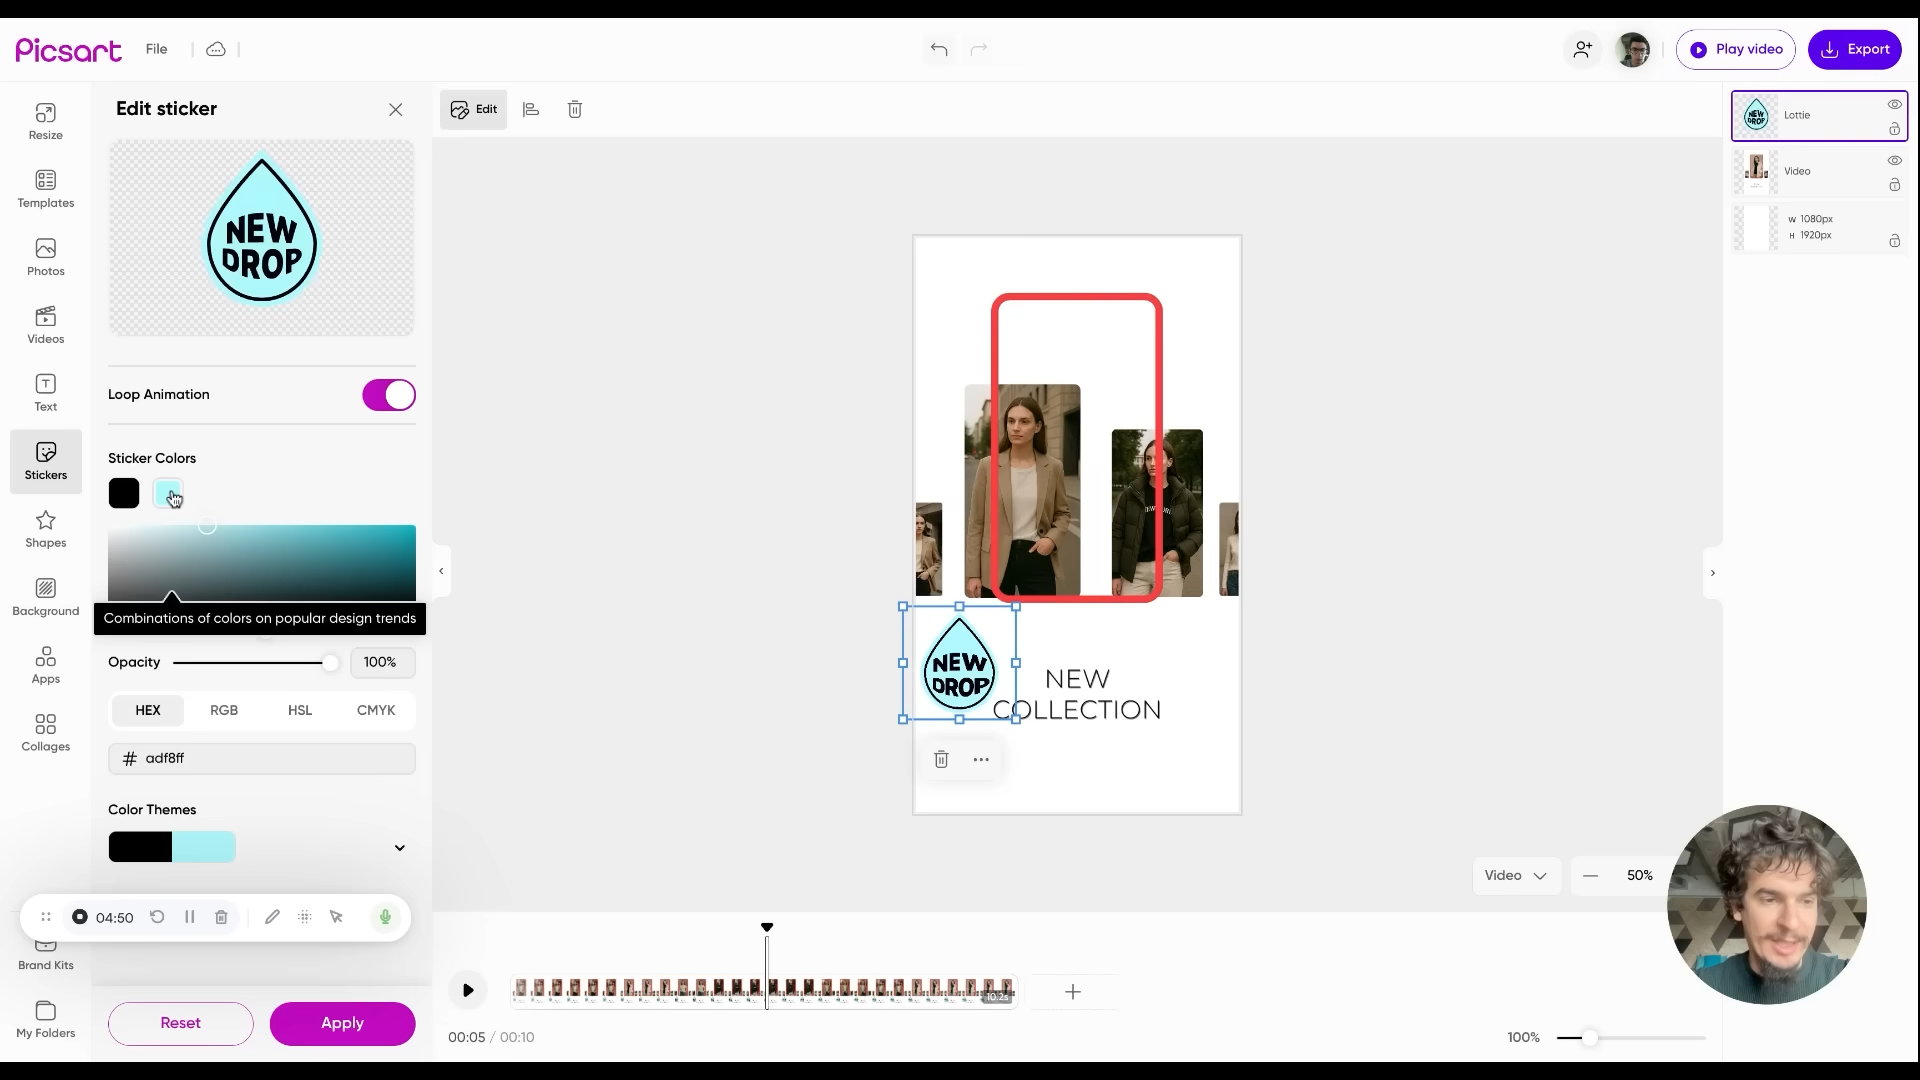 Picsart
File
Play video
Export
Resize
Templates
Photos
Videos
Text
Stickers
Shapes
Background
Apps
Collages
Brand Kits
My Folders
Edit sticker
NEW
DROP
Loop Animation
Sticker Colors
Combinations of colors on popular design trends
Opacity
100%
HEX
RGB
HSL
CMYK
# adf8ff
Color Themes
04:50
Reset
Apply
Edit
NEW
DROP
NEW
COLLECTION
Video
50%
10.2s
00:05 / 00:10
100%
Lottie
Video
W 1080px
H 1920px